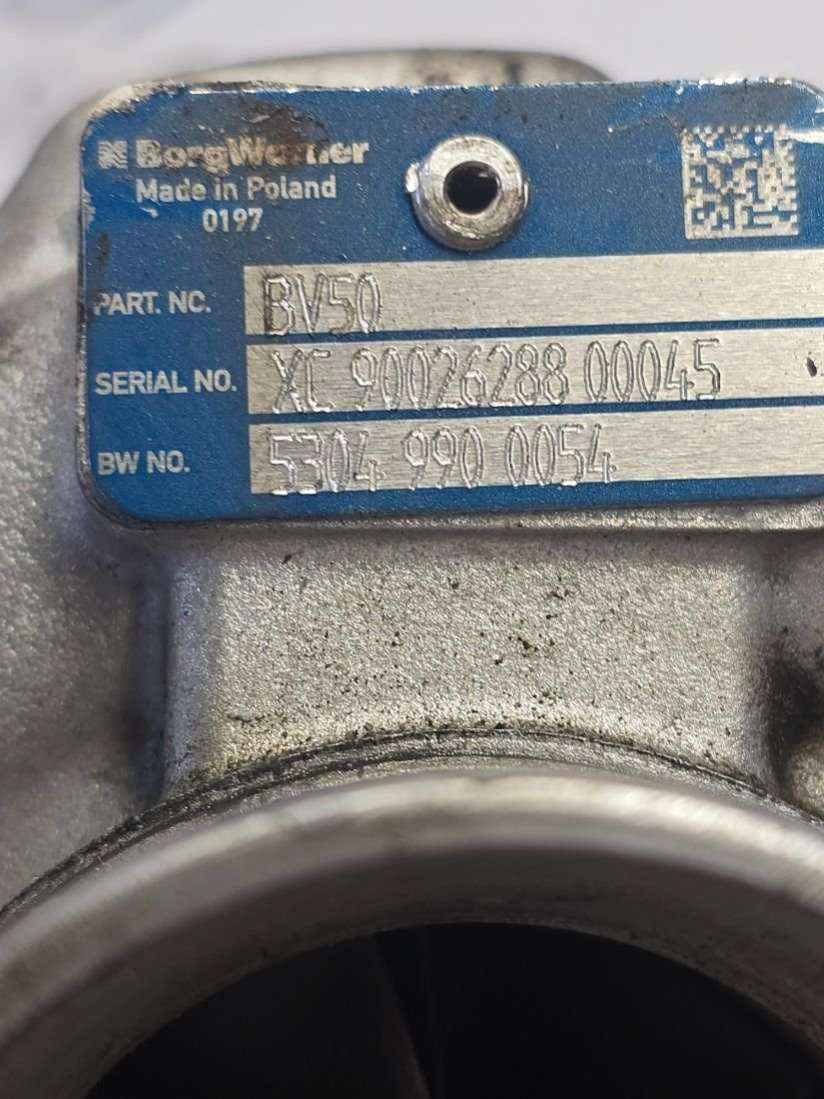 BorgWarner
Made in Poland
0197
PART. NO. BV50
SERIAL NO. XC 90026288 00045
BW NO. 5304 990 0054